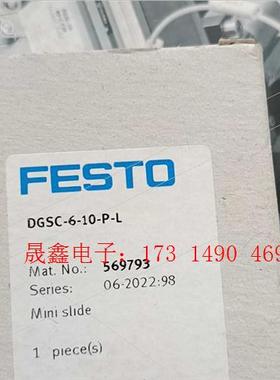 FESTO
DGSC-6-10-P-L
晟鑫电子：173 1490 469
Mat. No.: 569793
Series: 06-2022:98
Mini slide
1 piece(s)